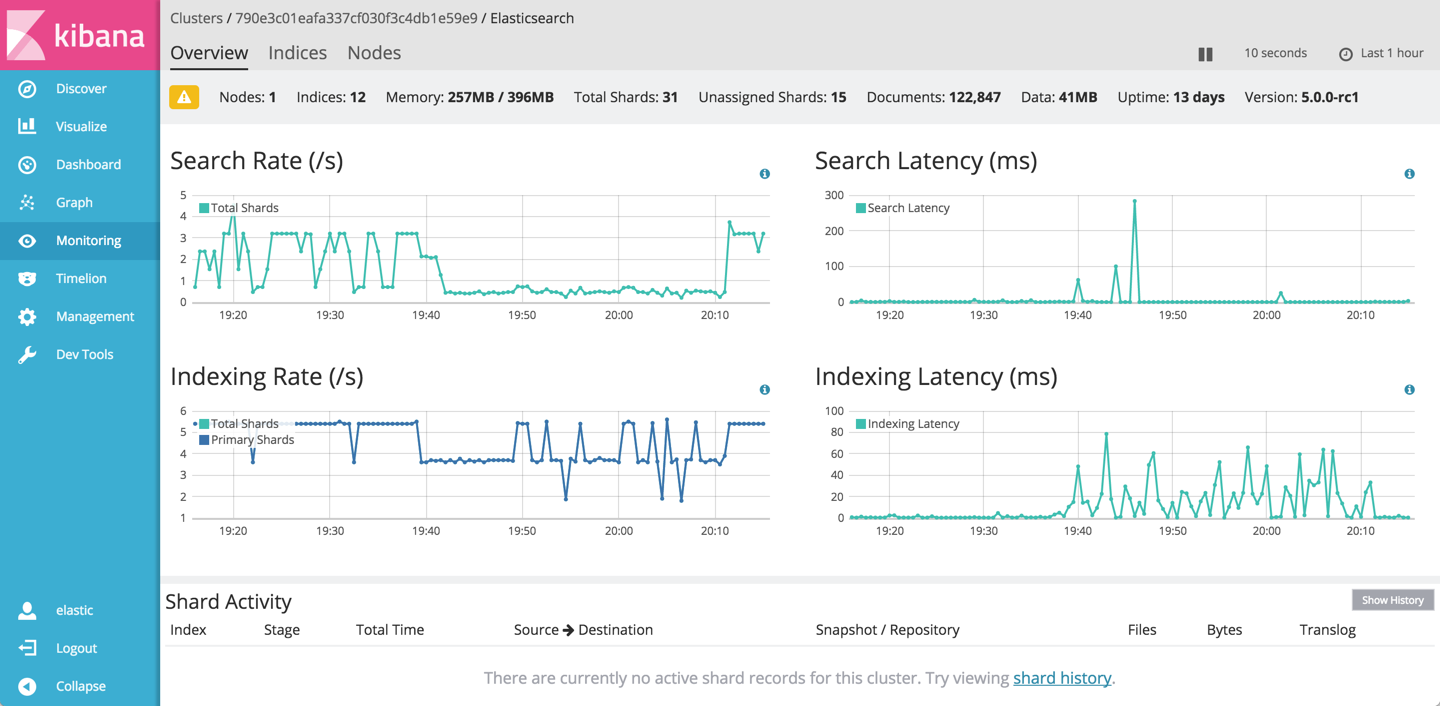 kibana
Discover
Visualize
Dashboard
Graph
Monitoring
Timelion
Management
Dev Tools
elastic
Logout
Collapse
Clusters / 790e3c01eafa337cf030f3c4db1e59e9 / Elasticsearch
Overview Indices Nodes
10 seconds Last 1 hour
Nodes: 1 Indices: 12 Memory: 257MB / 396MB Total Shards: 31 Unassigned Shards: 15 Documents: 122,847 Data: 41MB Uptime: 13 days Version: 5.0.0-rc1
Search Rate (/s)
5
Total Shards
4
3
2
1
0
19:20 19:30 19:40 19:50 20:00 20:10
Search Latency (ms)
300
Search Latency
200
100
0
19:20 19:30 19:40 19:50 20:00 20:10
Indexing Rate (/s)
6
Total Shards
5
Primary Shards
4
3
2
1
19:20 19:30 19:40 19:50 20:00 20:10
Indexing Latency (ms)
100
Indexing Latency
80
60
40
20
0
19:20 19:30 19:40 19:50 20:00 20:10
Shard Activity
Show History
Index Stage Total Time Source → Destination Snapshot / Repository Files Bytes Translog
There are currently no active shard records for this cluster. Try viewing shard history.